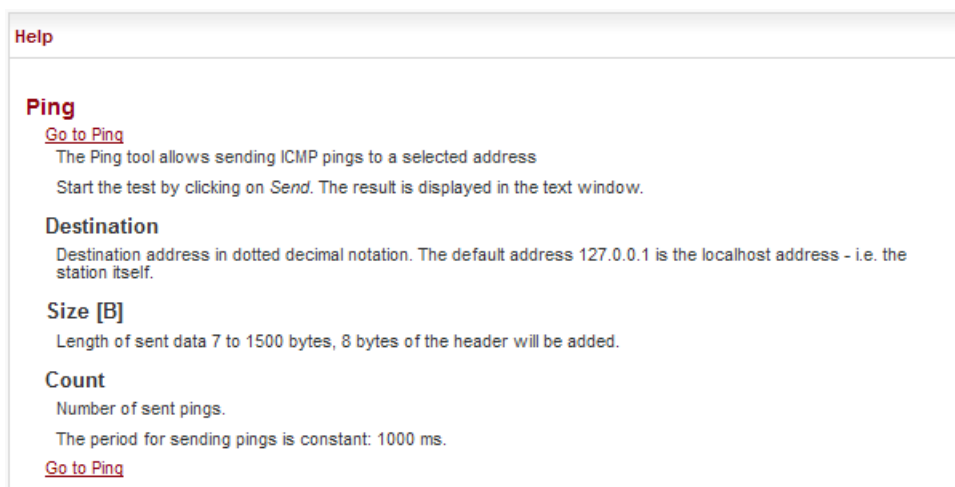 Help
Ping
Go to Ping
The Ping tool allows sending ICMP pings to a selected address
Start the test by clicking on Send. The result is displayed in the text window.
Destination
Destination address in dotted decimal notation. The default address 127.0.0.1 is the localhost address - i.e. the
station itself.
Size [B]
Length of sent data 7 to 1500 bytes, 8 bytes of the header will be added.
Count
Number of sent pings.
The period for sending pings is constant: 1000 ms.
Go to Ping